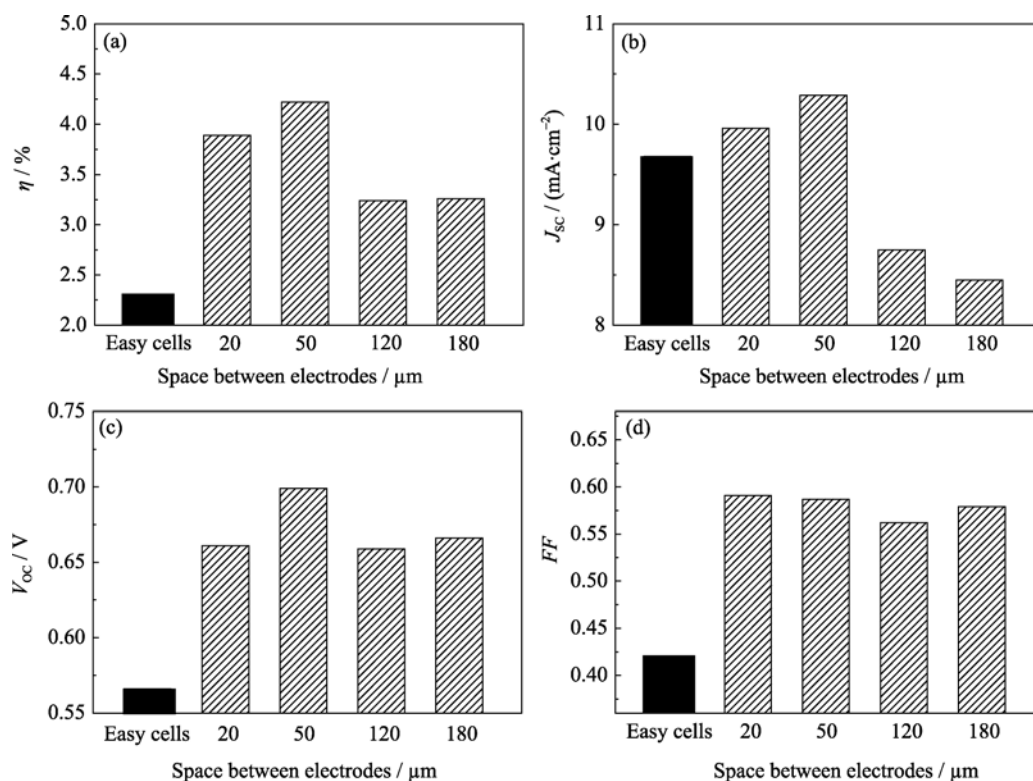 (a)
5.0
4.5
4.0
3.5
3.0
2.5
2.0
η / %
Easy cells 20 50 120 180
Space between electrodes / μm
(b)
11
10
9
8
J_SC / (mA·cm⁻²)
Easy cells 20 50 120 180
Space between electrodes / μm
(c)
0.75
0.70
0.65
0.60
0.55
V_OC / V
Easy cells 20 50 120 180
Space between electrodes / μm
(d)
0.65
0.60
0.55
0.50
0.45
0.40
FF
Easy cells 20 50 120 180
Space between electrodes / μm